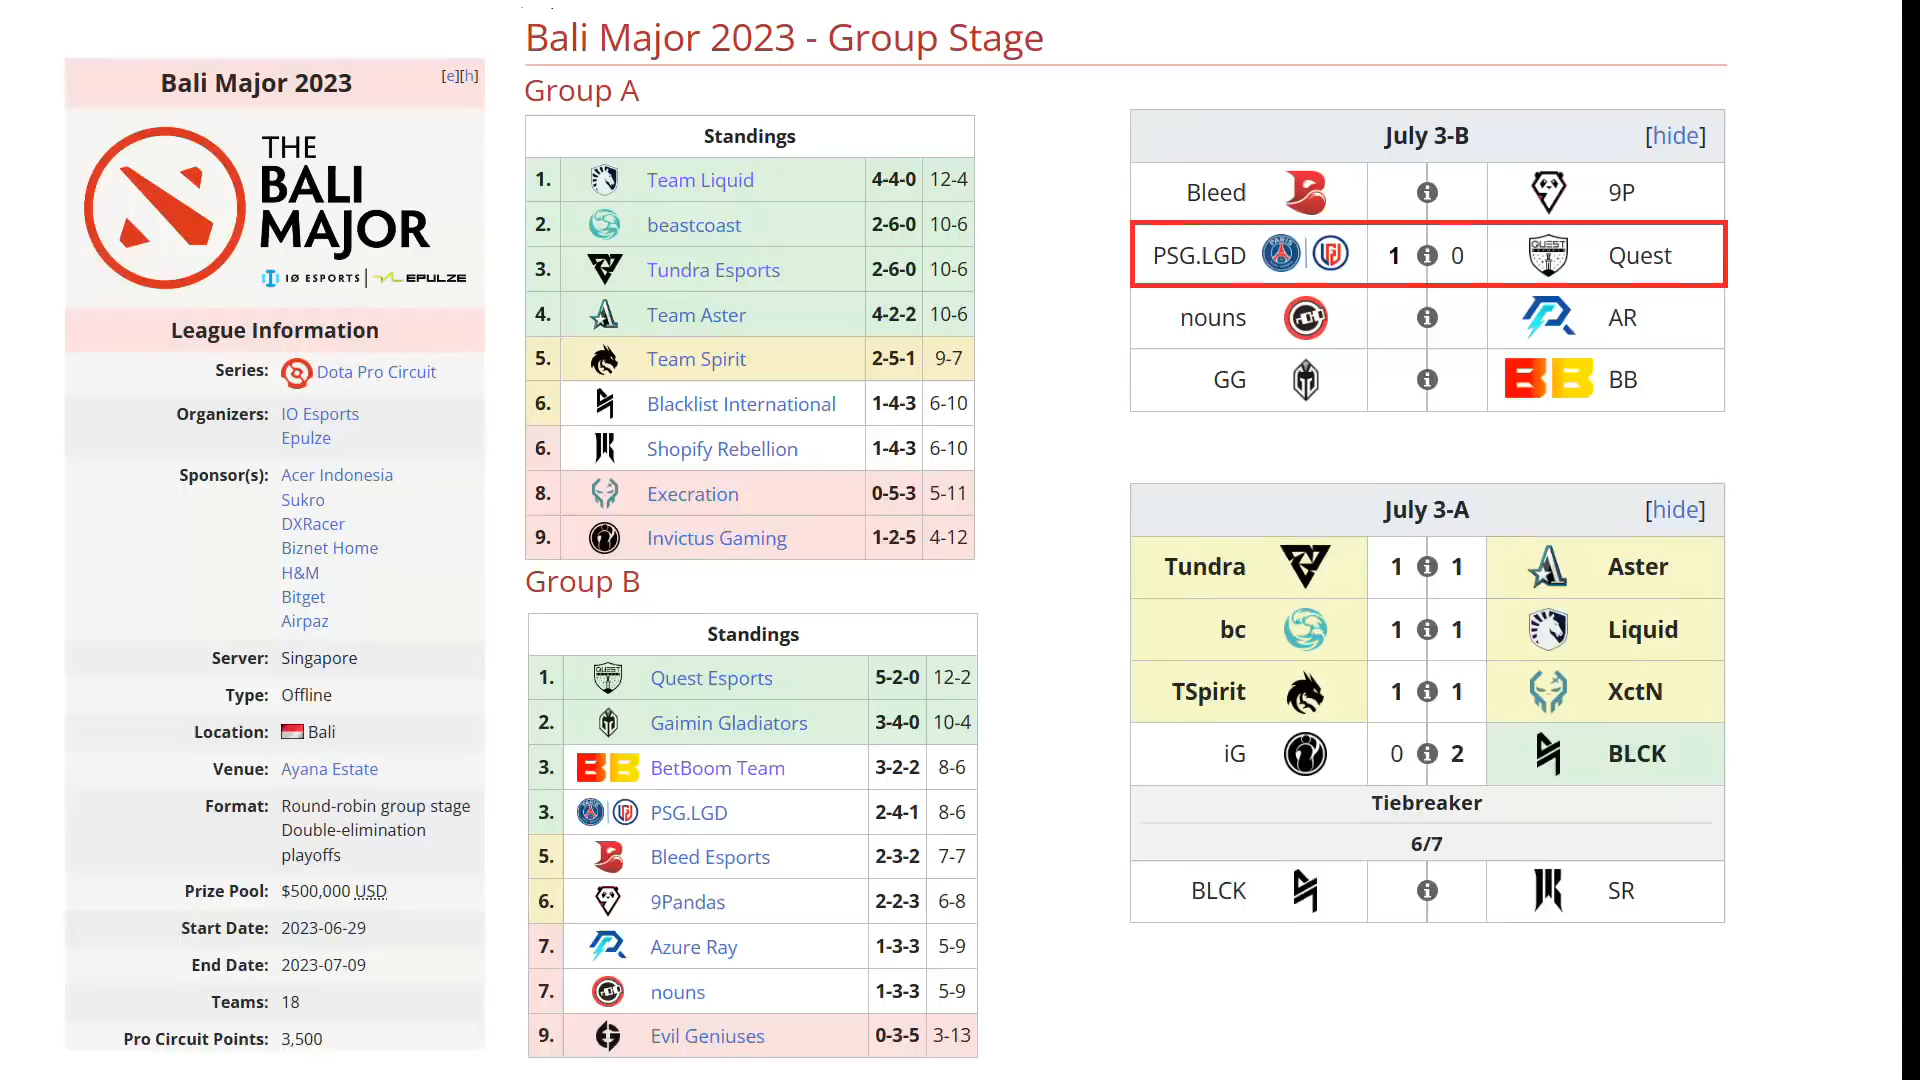 Bali Major 2023 - Group Stage
Bali Major 2023 [e][h]
THE
BALI
MAJOR
IO ESPORTS | EPULZE
League Information
Series: Dota Pro Circuit
Organizers: IO Esports
Epulze
Sponsor(s): Acer Indonesia
Sukro
DXRacer
Biznet Home
H&M
Bitget
Airpaz
Server: Singapore
Type: Offline
Location: Bali
Venue: Ayana Estate
Format: Round-robin group stage
Double-elimination
playoffs
Prize Pool: $500,000 USD
Start Date: 2023-06-29
End Date: 2023-07-09
Teams: 18
Pro Circuit Points: 3,500
Group A
Standings
1. Team Liquid 4-4-0 12-4
2. beastcoast 2-6-0 10-6
3. Tundra Esports 2-6-0 10-6
4. Team Aster 4-2-2 10-6
5. Team Spirit 2-5-1 9-7
6. Blacklist International 1-4-3 6-10
6. Shopify Rebellion 1-4-3 6-10
8. Execration 0-5-3 5-11
9. Invictus Gaming 1-2-5 4-12
Group B
Standings
1. QUEST Quest Esports 5-2-0 12-2
2. Gaimin Gladiators 3-4-0 10-4
3. BB BetBoom Team 3-2-2 8-6
3. PSG.LGD 2-4-1 8-6
5. Bleed Esports 2-3-2 7-7
6. 9Pandas 2-2-3 6-8
7. Azure Ray 1-3-3 5-9
7. nouns 1-3-3 5-9
9. Evil Geniuses 0-3-5 3-13
July 3-B [hide]
Bleed 9P
PSG.LGD PARIS 1 0 QUEST Quest
nouns AR
GG BB BB
July 3-A [hide]
Tundra 1 1 Aster
bc 1 1 Liquid
TSpirit 1 1 XctN
iG 0 2 BLCK
Tiebreaker
6/7
BLCK SR